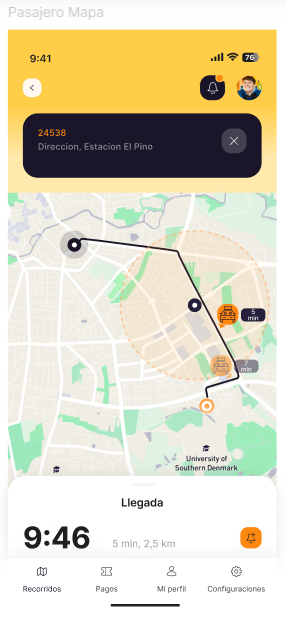 Pasajero Mapa
9:41
76
24538
Direccion, Estacion El Pino
5
min
7
min
University of
Southern Denmark
Llegada
9:46
5 min, 2,5 km
Recorridos
Pagos
Mi perfil
Configuraciones